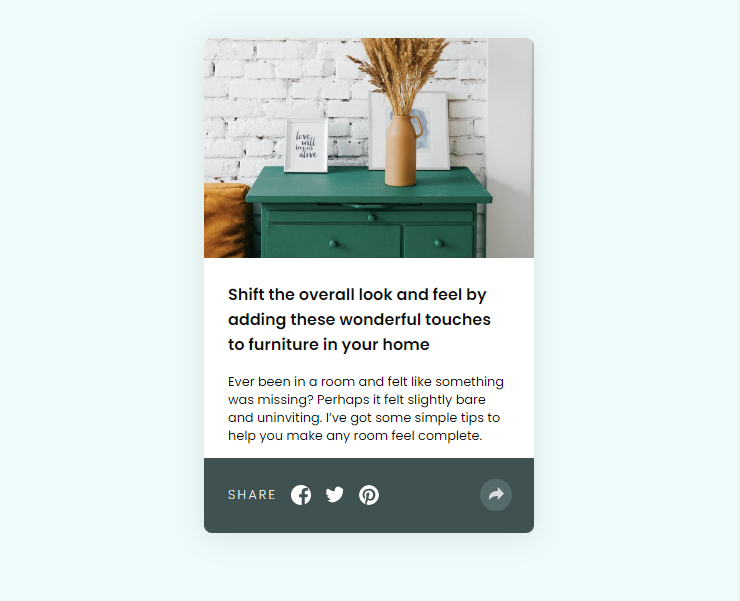 love
will
begins
alive
Shift the overall look and feel by
adding these wonderful touches
to furniture in your home
Ever been in a room and felt like something
was missing? Perhaps it felt slightly bare
and uninviting. I’ve got some simple tips to
help you make any room feel complete.
SHARE